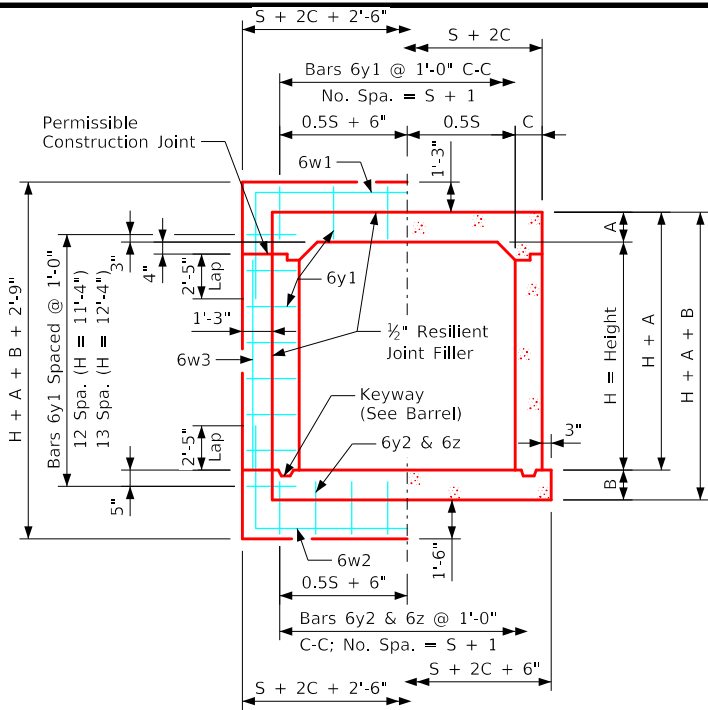 S + 2C + 2'-6"
S + 2C
Bars 6y1 @ 1'-0" C-C
No. Spa. = S + 1
Permissible
Construction Joint
0.5S + 6"
0.5S
C
6w1
1'-3"
A
3"
4"
2'-5"
Lap
6y1
1'-3"
½" Resilient
Joint Filler
6w3
H + A + B + 2'-9"
Bars 6y1 Spaced @ 1'-0"
12 Spa. (H = 11'-4")
13 Spa. (H = 12'-4")
H = Height
H + A
H + A + B
Keyway
(See Barrel)
2'-5"
Lap
6y2 & 6z
3"
B
5"
6w2
1'-6"
0.5S + 6"
Bars 6y2 & 6z @ 1'-0"
C-C; No. Spa. = S + 1
S + 2C + 6"
S + 2C + 2'-6"